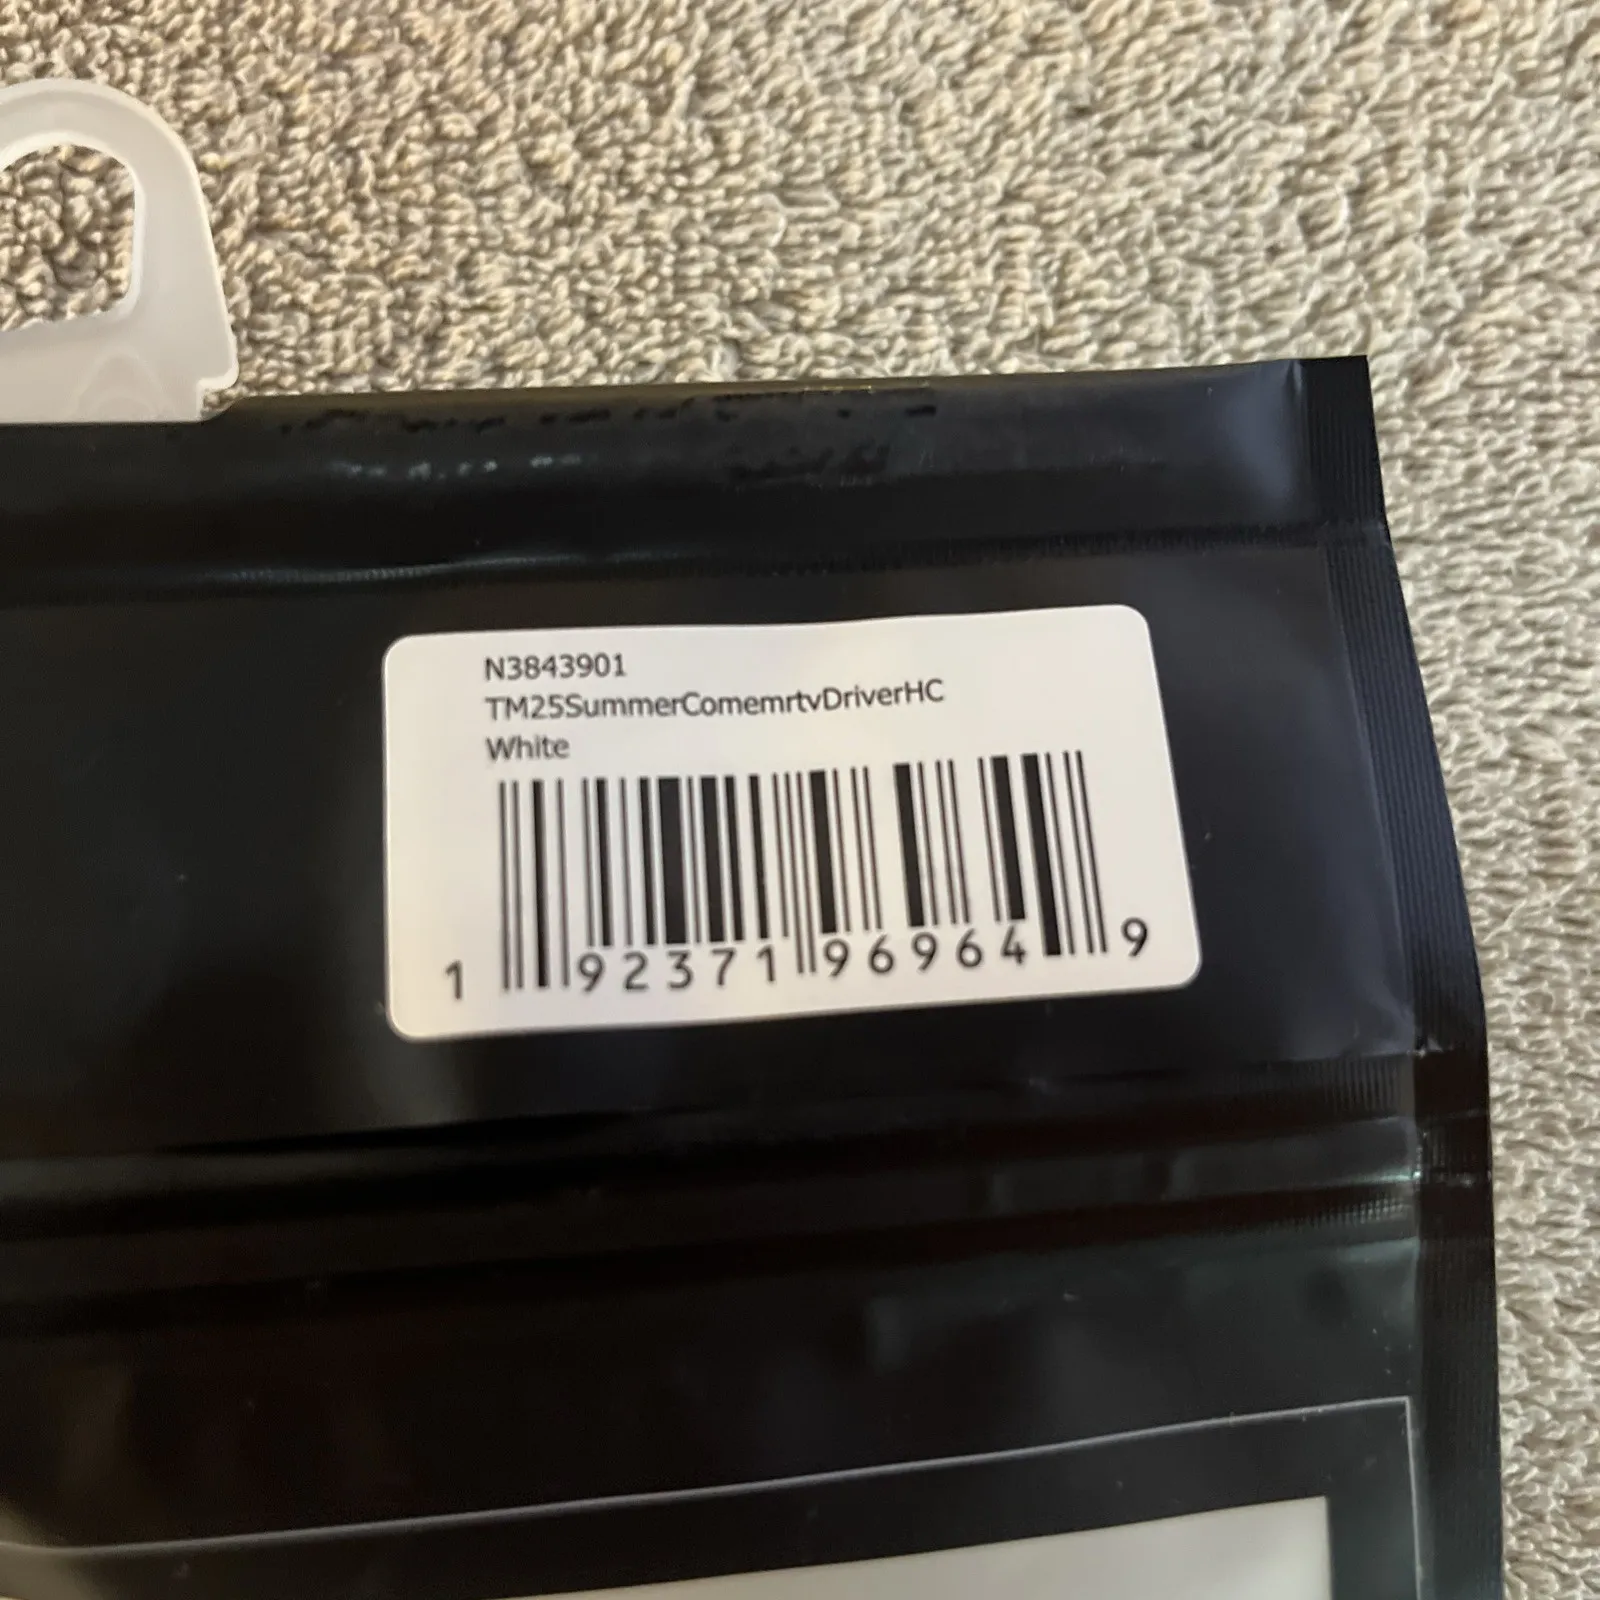 N3843901
TM25SummerComemrtvDriverHC
White
1 92371 96964 9